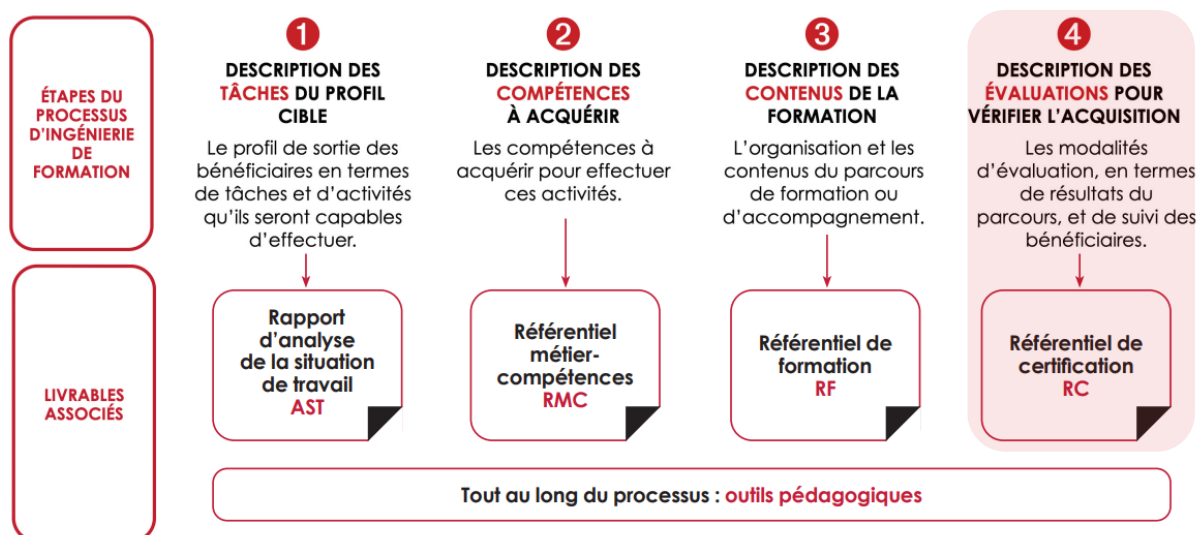 ÉTAPES DU
PROCESSUS
D'INGÉNIERIE
DE
FORMATION
1
DESCRIPTION DES
TÂCHES DU PROFIL
CIBLE
Le profil de sortie des
bénéficiaires en termes
de tâches et d'activités
qu'ils seront capables
d'effectuer.
2
DESCRIPTION DES
COMPÉTENCES
À ACQUÉRIR
Les compétences à
acquérir pour effectuer
ces activités.
3
DESCRIPTION DES
CONTENUS DE LA
FORMATION
L'organisation et les
contenus du parcours
de formation ou
d'accompagnement.
4
DESCRIPTION DES
ÉVALUATIONS POUR
VÉRIFIER L'ACQUISITION
Les modalités
d'évaluation, en termes
de résultats du
parcours, et de suivi des
bénéficiaires.
LIVRABLES
ASSOCIÉS
Rapport
d'analyse
de la situation
de travail
AST
Référentiel
métier-
compétences
RMC
Référentiel de
formation
RF
Référentiel de
certification
RC
Tout au long du processus : outils pédagogiques